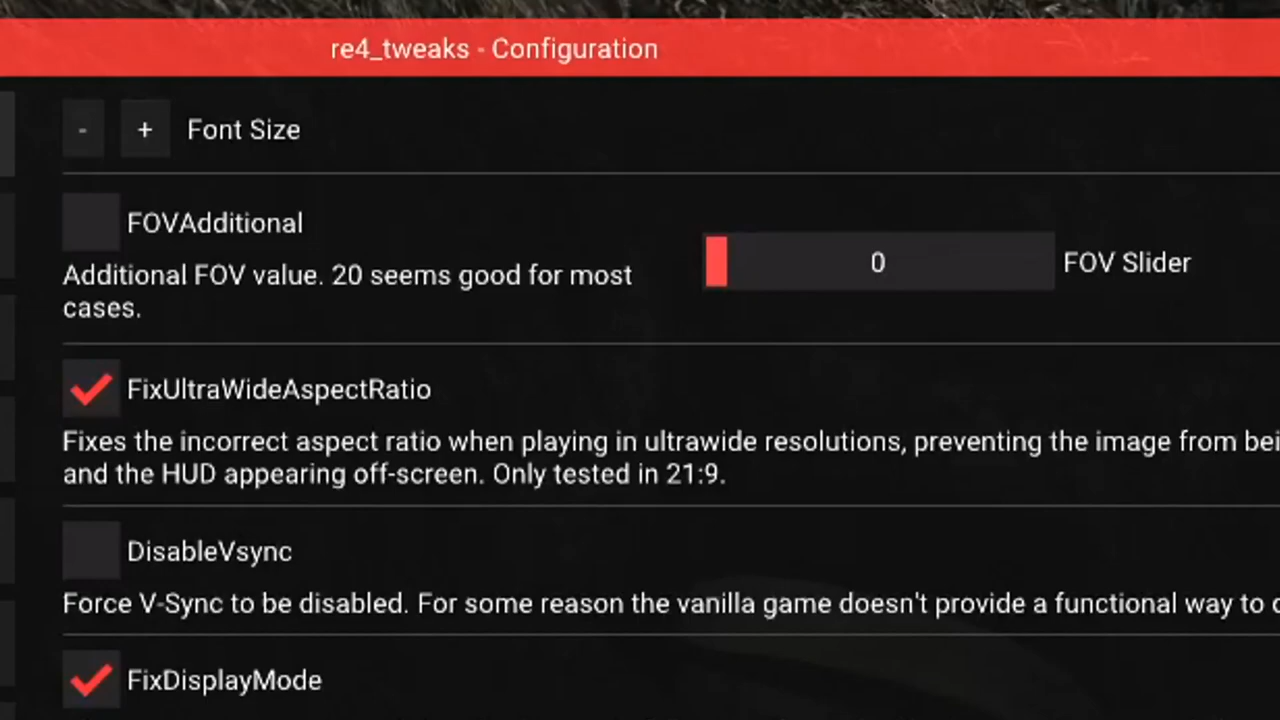 re4_tweaks - Configuration
- + Font Size
FOVAdditional
Additional FOV value. 20 seems good for most
cases.
0 FOV Slider
FixUltraWideAspectRatio
Fixes the incorrect aspect ratio when playing in ultrawide resolutions, preventing the image from
and the HUD appearing off-screen. Only tested in 21:9.
DisableVsync
Force V-Sync to be disabled. For some reason the vanilla game doesn't provide a functional way to
FixDisplayMode